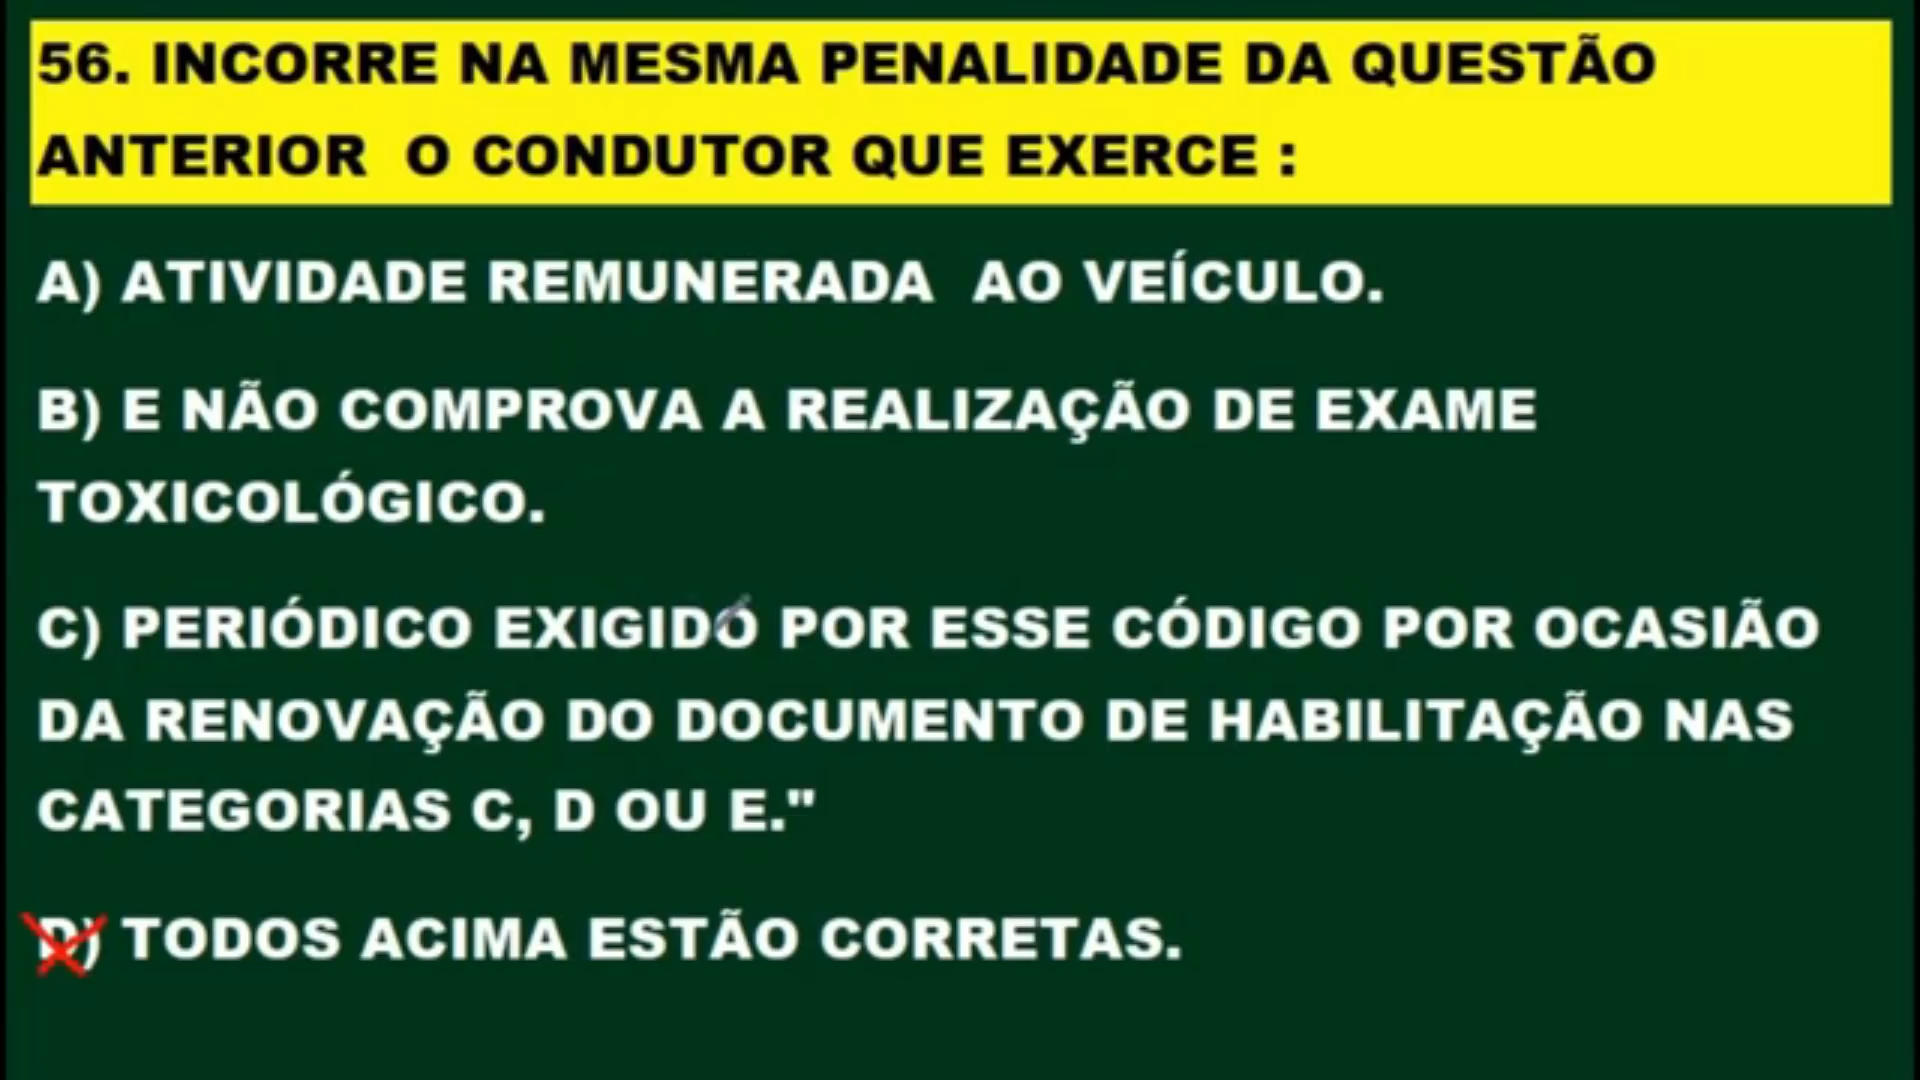 56. INCORRE NA MESMA PENALIDADE DA QUESTÃO
ANTERIOR O CONDUTOR QUE EXERCE :
A) ATIVIDADE REMUNERADA AO VEÍCULO.
B) E NÃO COMPROVA A REALIZAÇÃO DE EXAME
TOXICOLÓGICO.
C) PERIÓDICO EXIGIDO POR ESSE CÓDIGO POR OCASIÃO
DA RENOVAÇÃO DO DOCUMENTO DE HABILITAÇÃO NAS
CATEGORIAS C, D OU E."
D) TODOS ACIMA ESTÃO CORRETAS.